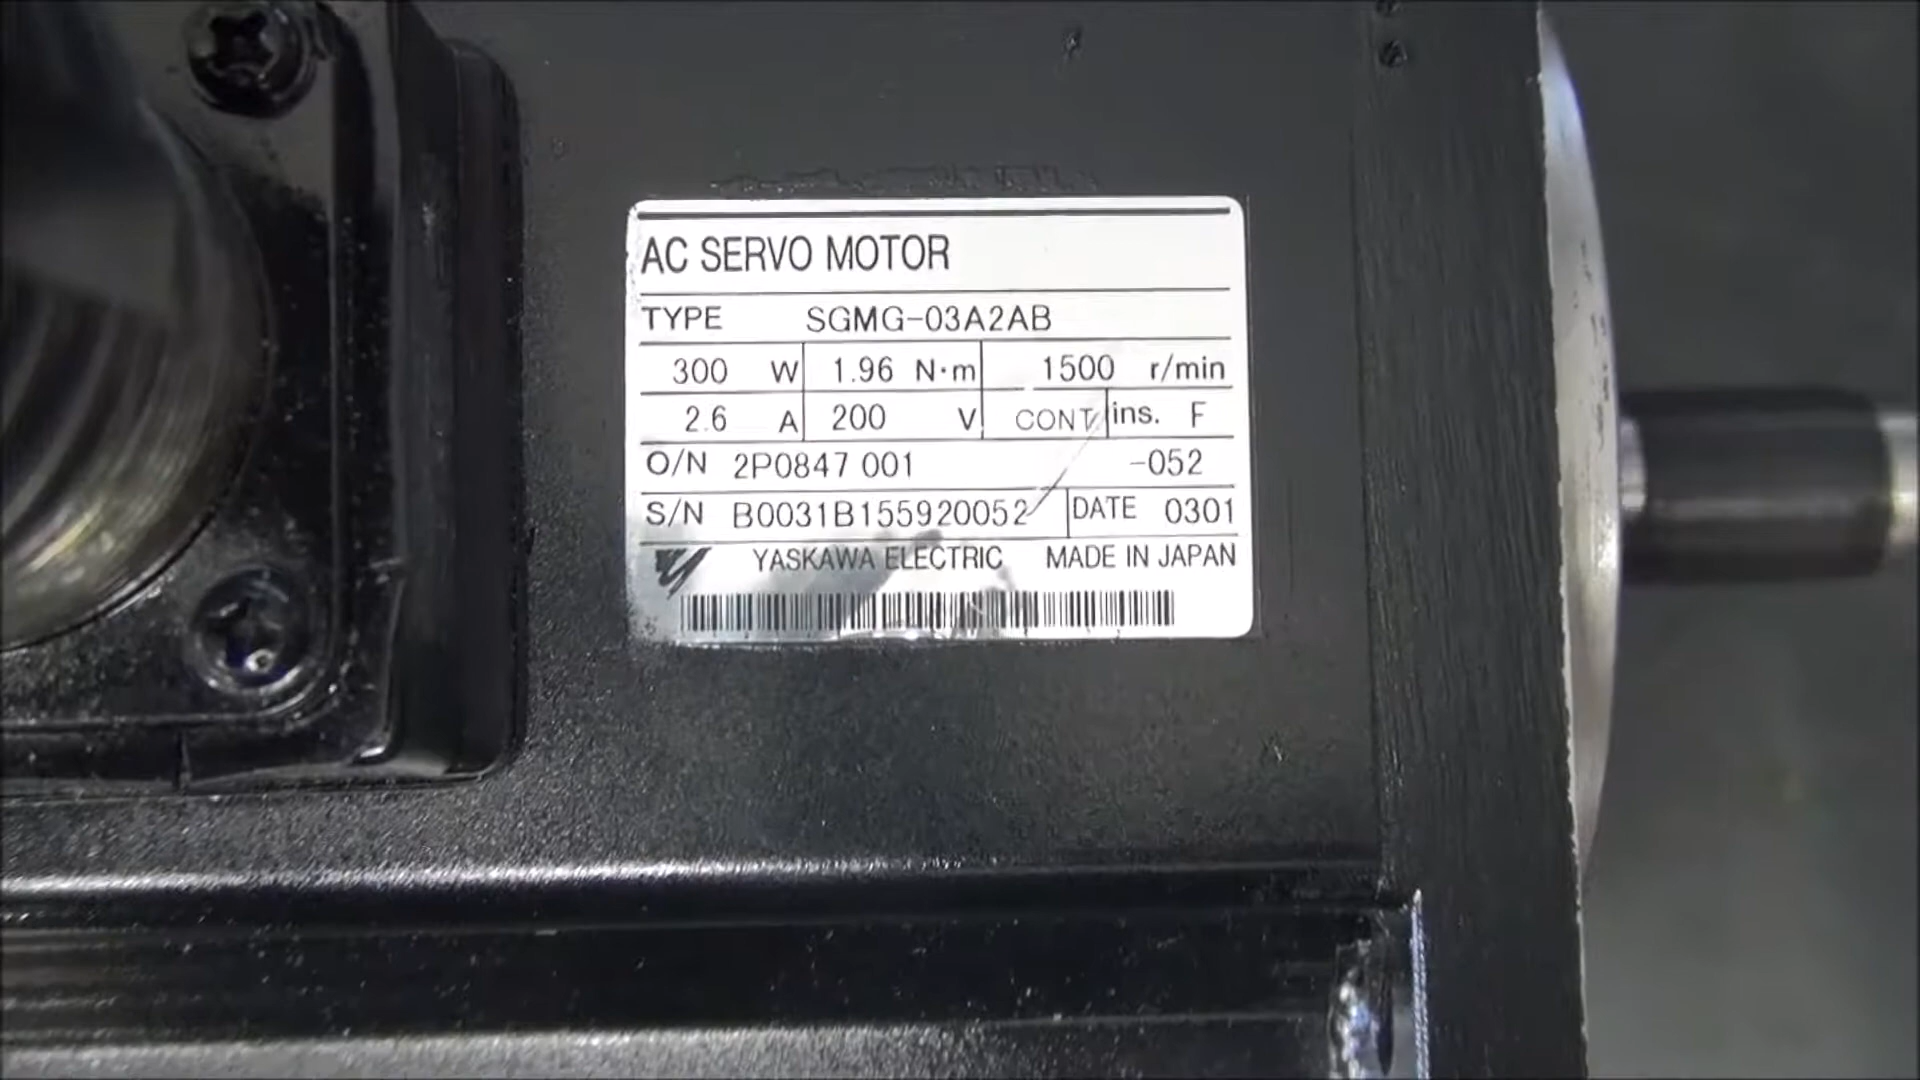 AC SERVO MOTOR
TYPE SGMG-03A2AB
300 W 1.96 N·m 1500 r/min
2.6 A 200 V CONT ins. F
O/N 2P0847 001 -052
S/N B0031B155920052 DATE 0301
YASKAWA ELECTRIC MADE IN JAPAN